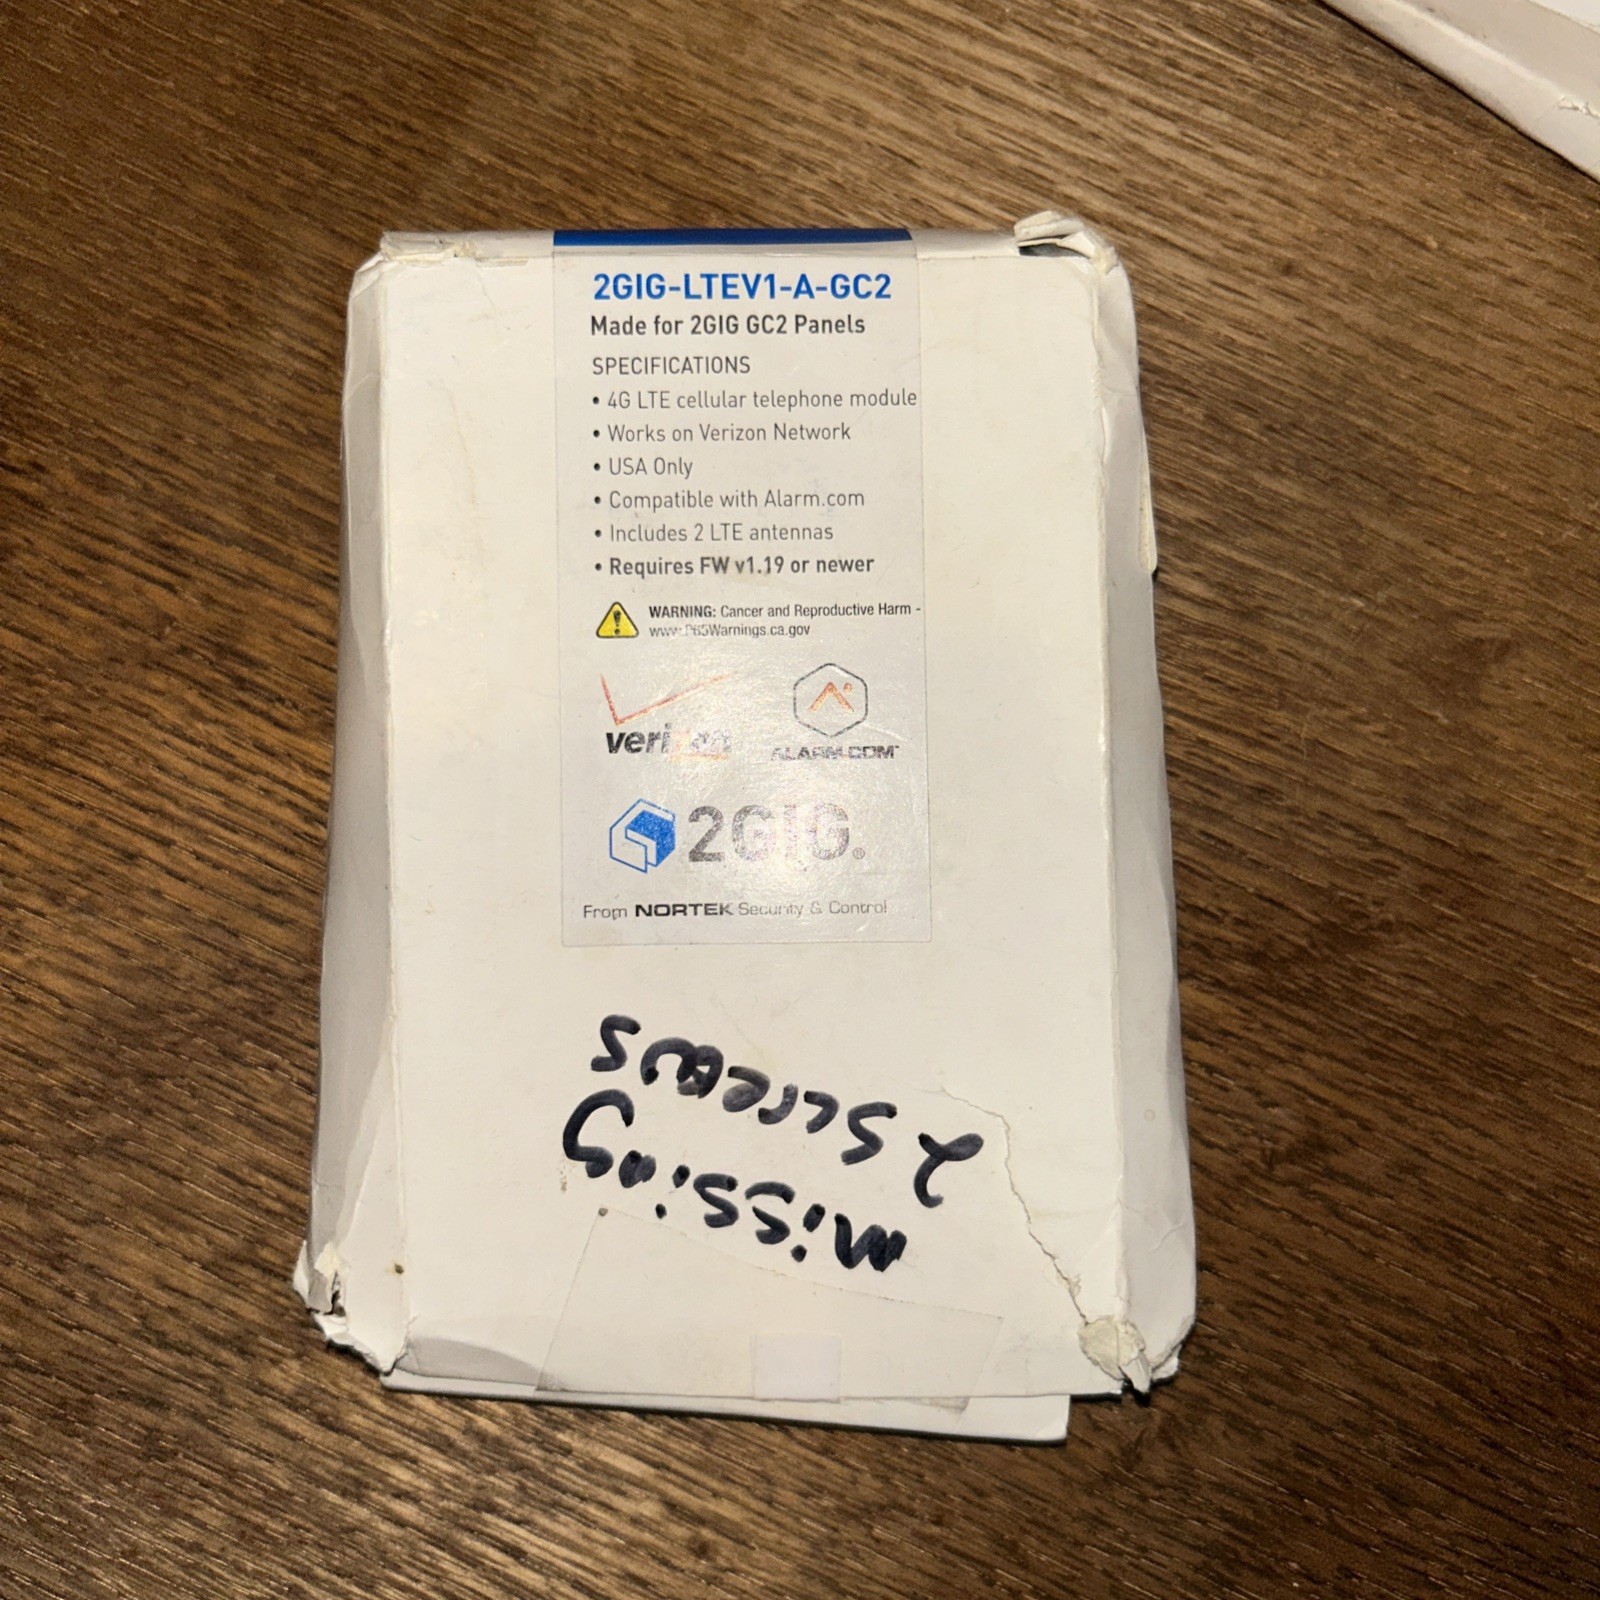 2GIG-LTEV1-A-GC2
Made for 2GIG GC2 Panels
SPECIFICATIONS
• 4G LTE cellular telephone module
• Works on Verizon Network
• USA Only
• Compatible with Alarm.com
• Includes 2 LTE antennas
• Requires FW v1.19 or newer
WARNING: Cancer and Reproductive Harm -
www.P65Warnings.ca.gov
verizon
ALARM.COM™
2GIG®
From NORTEK Security & Control
missing
2 screws